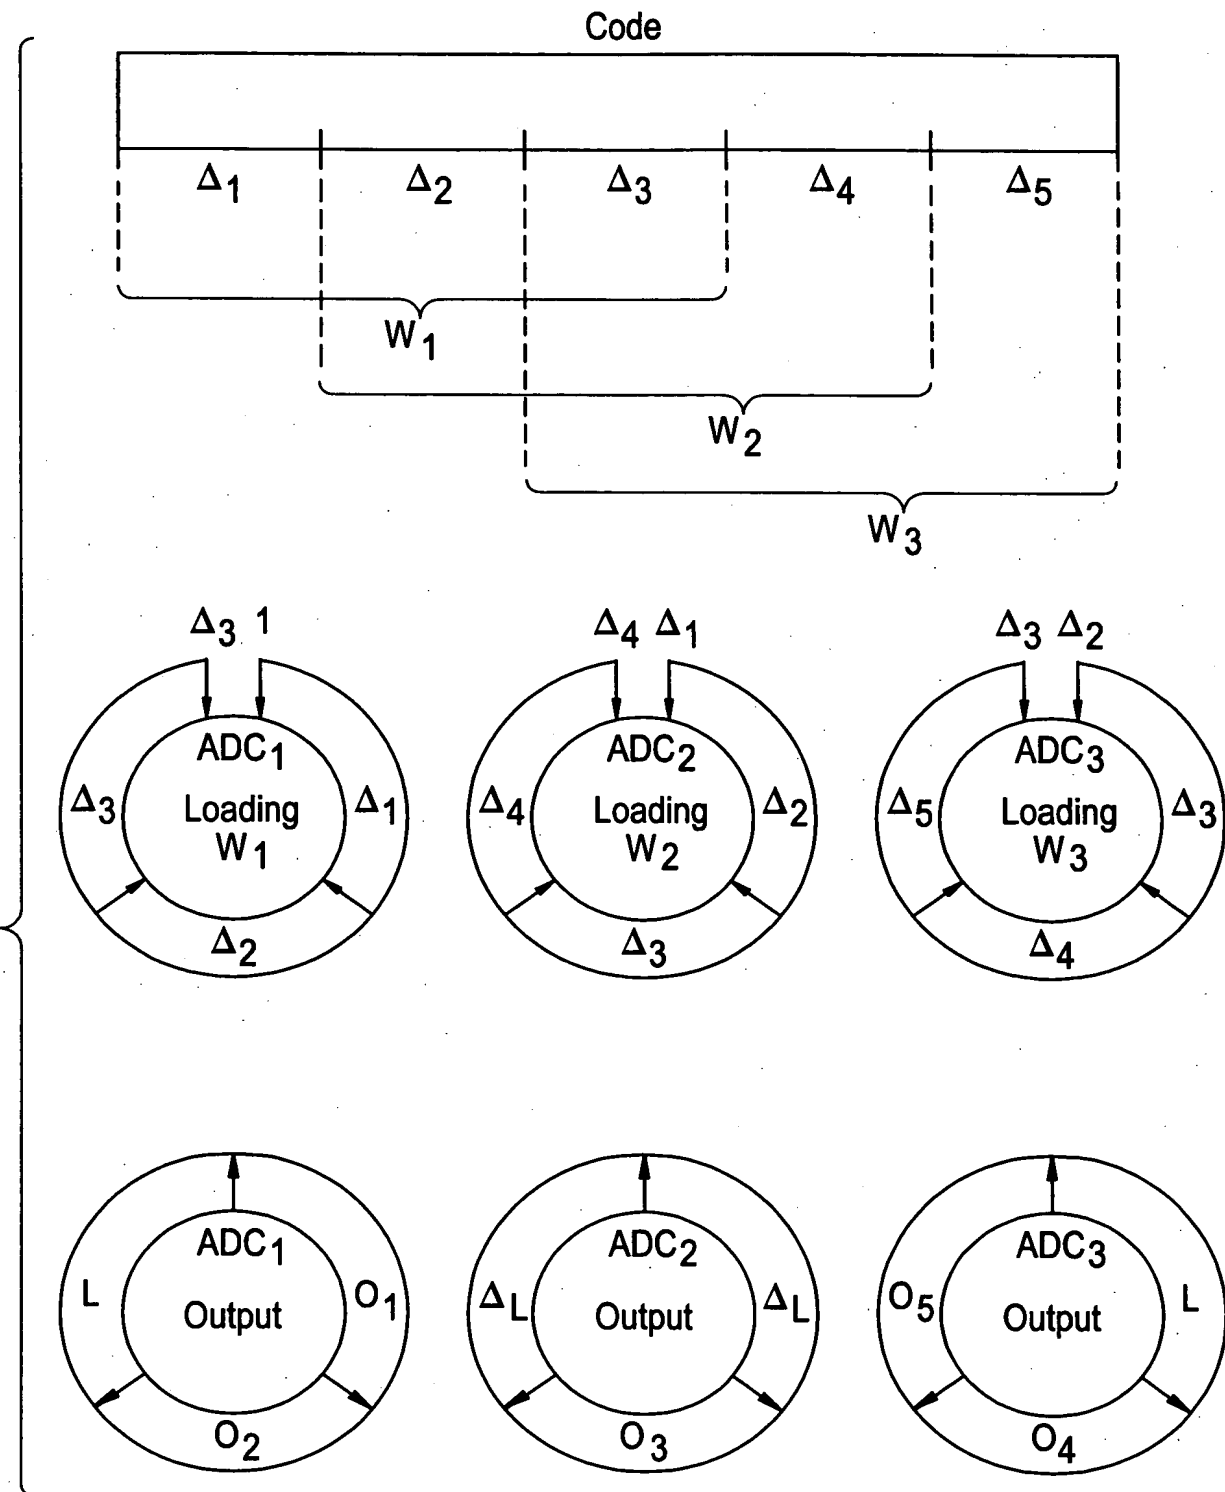 Code
Δ1 Δ2 Δ3 Δ4 Δ5
W1
W2
W3
Δ3 1
Δ3 ADC1 Loading W1 Δ1
Δ2
Δ4 Δ1
Δ4 ADC2 Loading W2 Δ2
Δ3
Δ3 Δ2
Δ5 ADC3 Loading W3 Δ3
Δ4
L ADC1 Output O1
O2
ΔL ADC2 Output ΔL
O3
O5 ADC3 Output L
O4